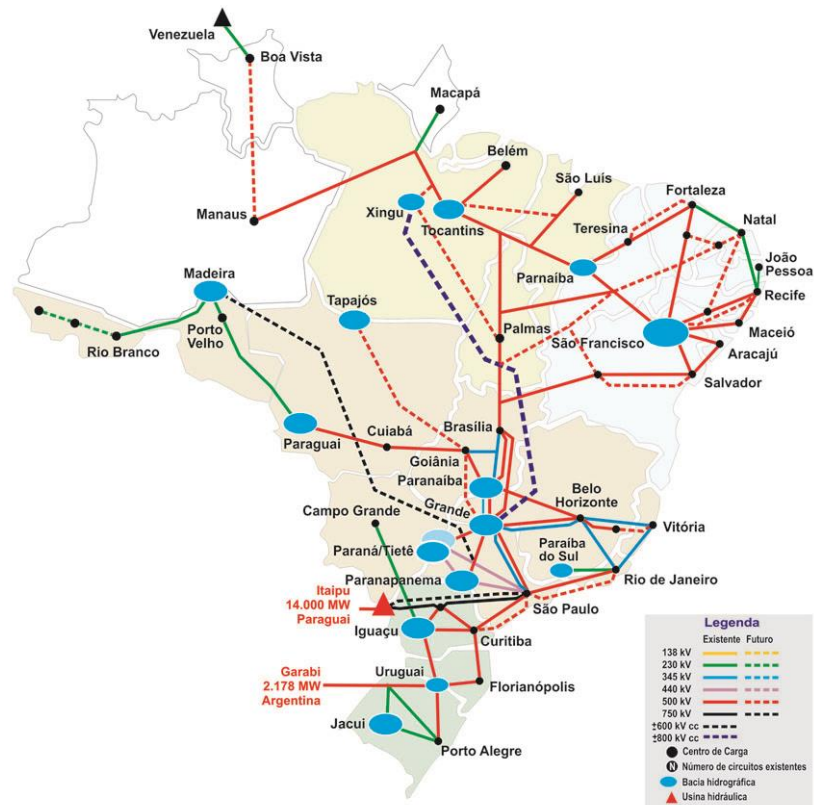 Venezuela
Boa Vista
Macapá
Belém
São Luis
Fortaleza
Xingu
Tocantins
Teresina
Natal
Manaus
João
Pessoa
Parnaíba
Madeira
Recife
Tapajós
Palmas
Porto
Velho
Rio Branco
São Francisco
Maceió
Aracajú
Salvador
Brasília
Cuiabá
Paraguai
Goiânia
Paranaíba
Belo
Horizonte
Campo Grande
Grande
Vitória
Paraná/Tietê
Paraíba
do Sul
Paranapanema
Rio de Janeiro
Itaipu
14.000 MW
Paraguai
São Paulo
Iguaçu
Curitiba
Garabi
2.178 MW
Argentina
Uruguai
Florianópolis
Jacui
Porto Alegre
Legenda
Existente Futuro
138 kV
230 kV
345 kV
440 kV
500 kV
750 kV
±600 kV cc
±800 kV cc
Centro de Carga
N Número de circuitos existentes
Bacia hidrográfica
Usina hidráulica